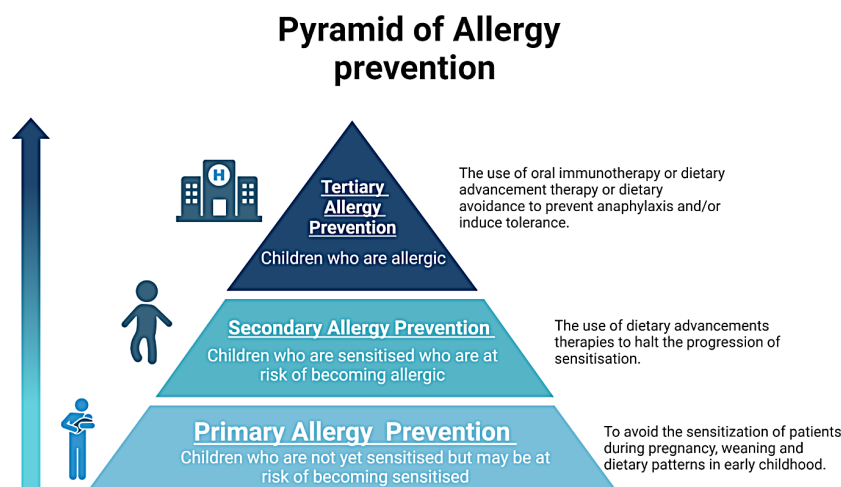 Pyramid of Allergy
prevention
H
Tertiary
Allergy
Prevention
Children who are allergic
The use of oral immunotherapy or dietary
advancement therapy or dietary
avoidance to prevent anaphylaxis and/or
induce tolerance.
Secondary Allergy Prevention
Children who are sensitised who are at
risk of becoming allergic
The use of dietary advancements
therapies to halt the progression of
sensitisation.
Primary Allergy Prevention
Children who are not yet sensitised but may be at
risk of becoming sensitised
To avoid the sensitization of patients
during pregnancy, weaning and
dietary patterns in early childhood.